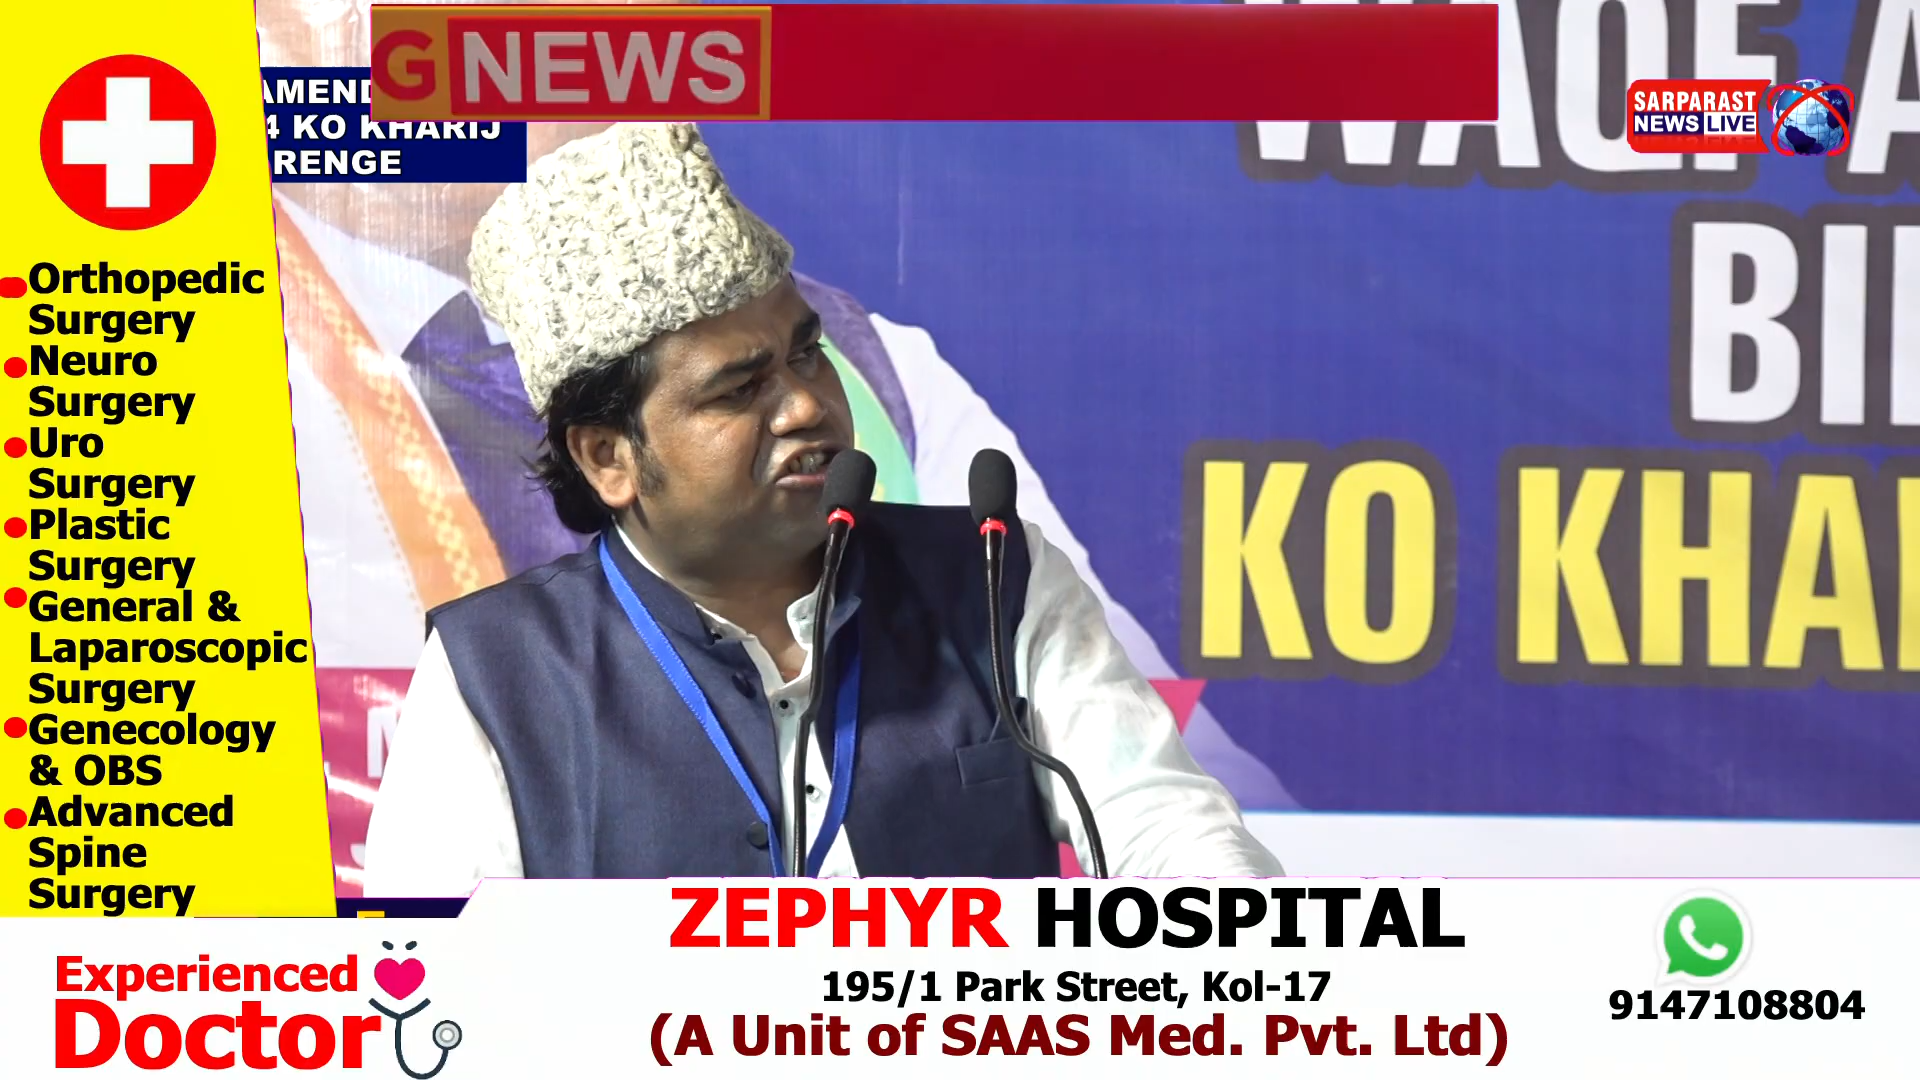 G NEWS
AMEND
4 KO KHARIJ
RENGE
SARPARAST
NEWS LIVE
WAQF A
BI
KO KHA
Orthopedic
Surgery
Neuro
Surgery
Uro
Surgery
Plastic
Surgery
General &
Laparoscopic
Surgery
Genecology
& OBS
Advanced
Spine
Surgery
Experienced
Doctor
ZEPHYR HOSPITAL
195/1 Park Street, Kol-17
(A Unit of SAAS Med. Pvt. Ltd)
9147108804